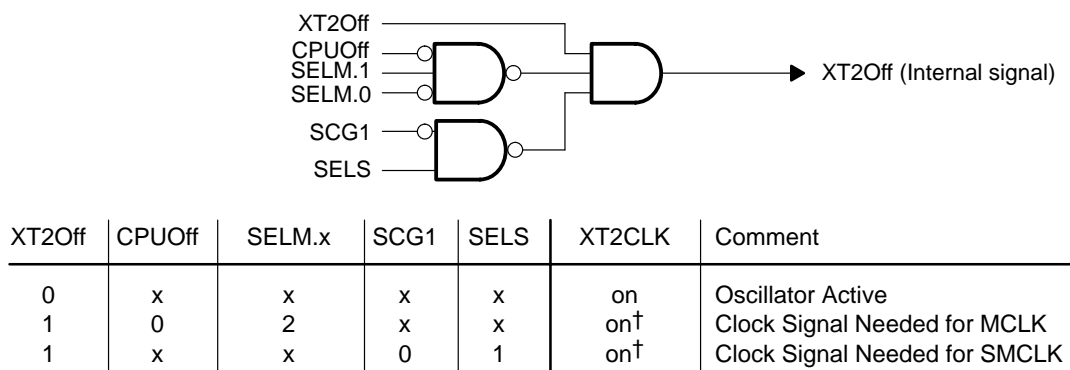 XT2Off
CPUOff
SELM.1
SELM.0
SCG1
SELS
XT2Off (Internal signal)
XT2Off CPUOff SELM.x SCG1 SELS XT2CLK Comment
0 x x x x on Oscillator Active
1 0 2 x x on† Clock Signal Needed for MCLK
1 x x 0 1 on† Clock Signal Needed for SMCLK